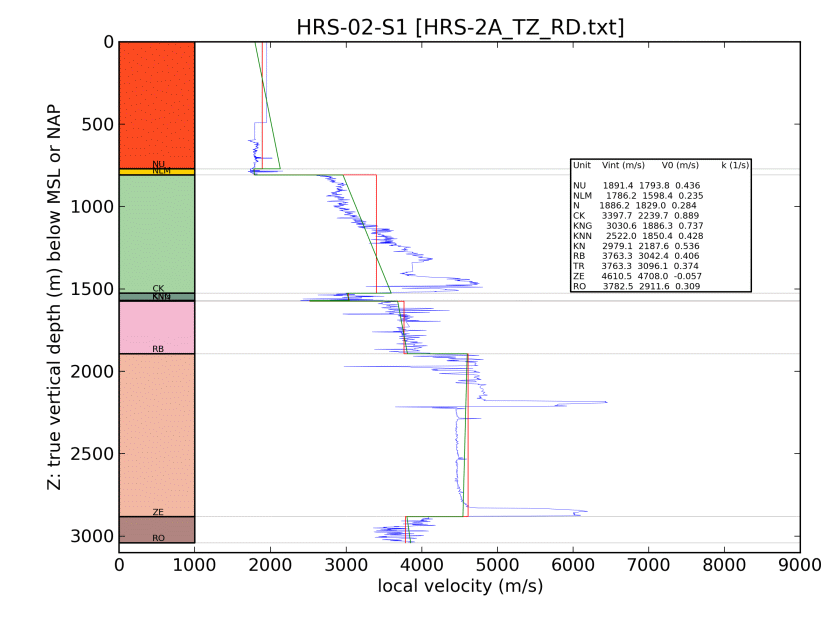 HRS-02-S1 [HRS-2A_TZ_RD.txt]
Z: true vertical depth (m) below MSL or NAP
0
500
1000
1500
2000
2500
3000
NU
NLM
CK
RB
ZE
RO
Unit Vint (m/s) V0 (m/s) k (1/s)
NU 1891.4 1793.8 0.436
NLM 1786.2 1598.4 0.235
N 1886.2 1829.0 0.284
CK 3397.7 2239.7 0.889
KNG 3030.6 1886.3 0.737
KNN 2522.0 1850.4 0.428
KN 2979.1 2187.6 0.536
RB 3763.3 3042.4 0.406
TR 3763.3 3096.1 0.374
ZE 4610.5 4708.0 -0.057
RO 3782.5 2911.6 0.309
0 1000 2000 3000 4000 5000 6000 7000 8000 9000
local velocity (m/s)